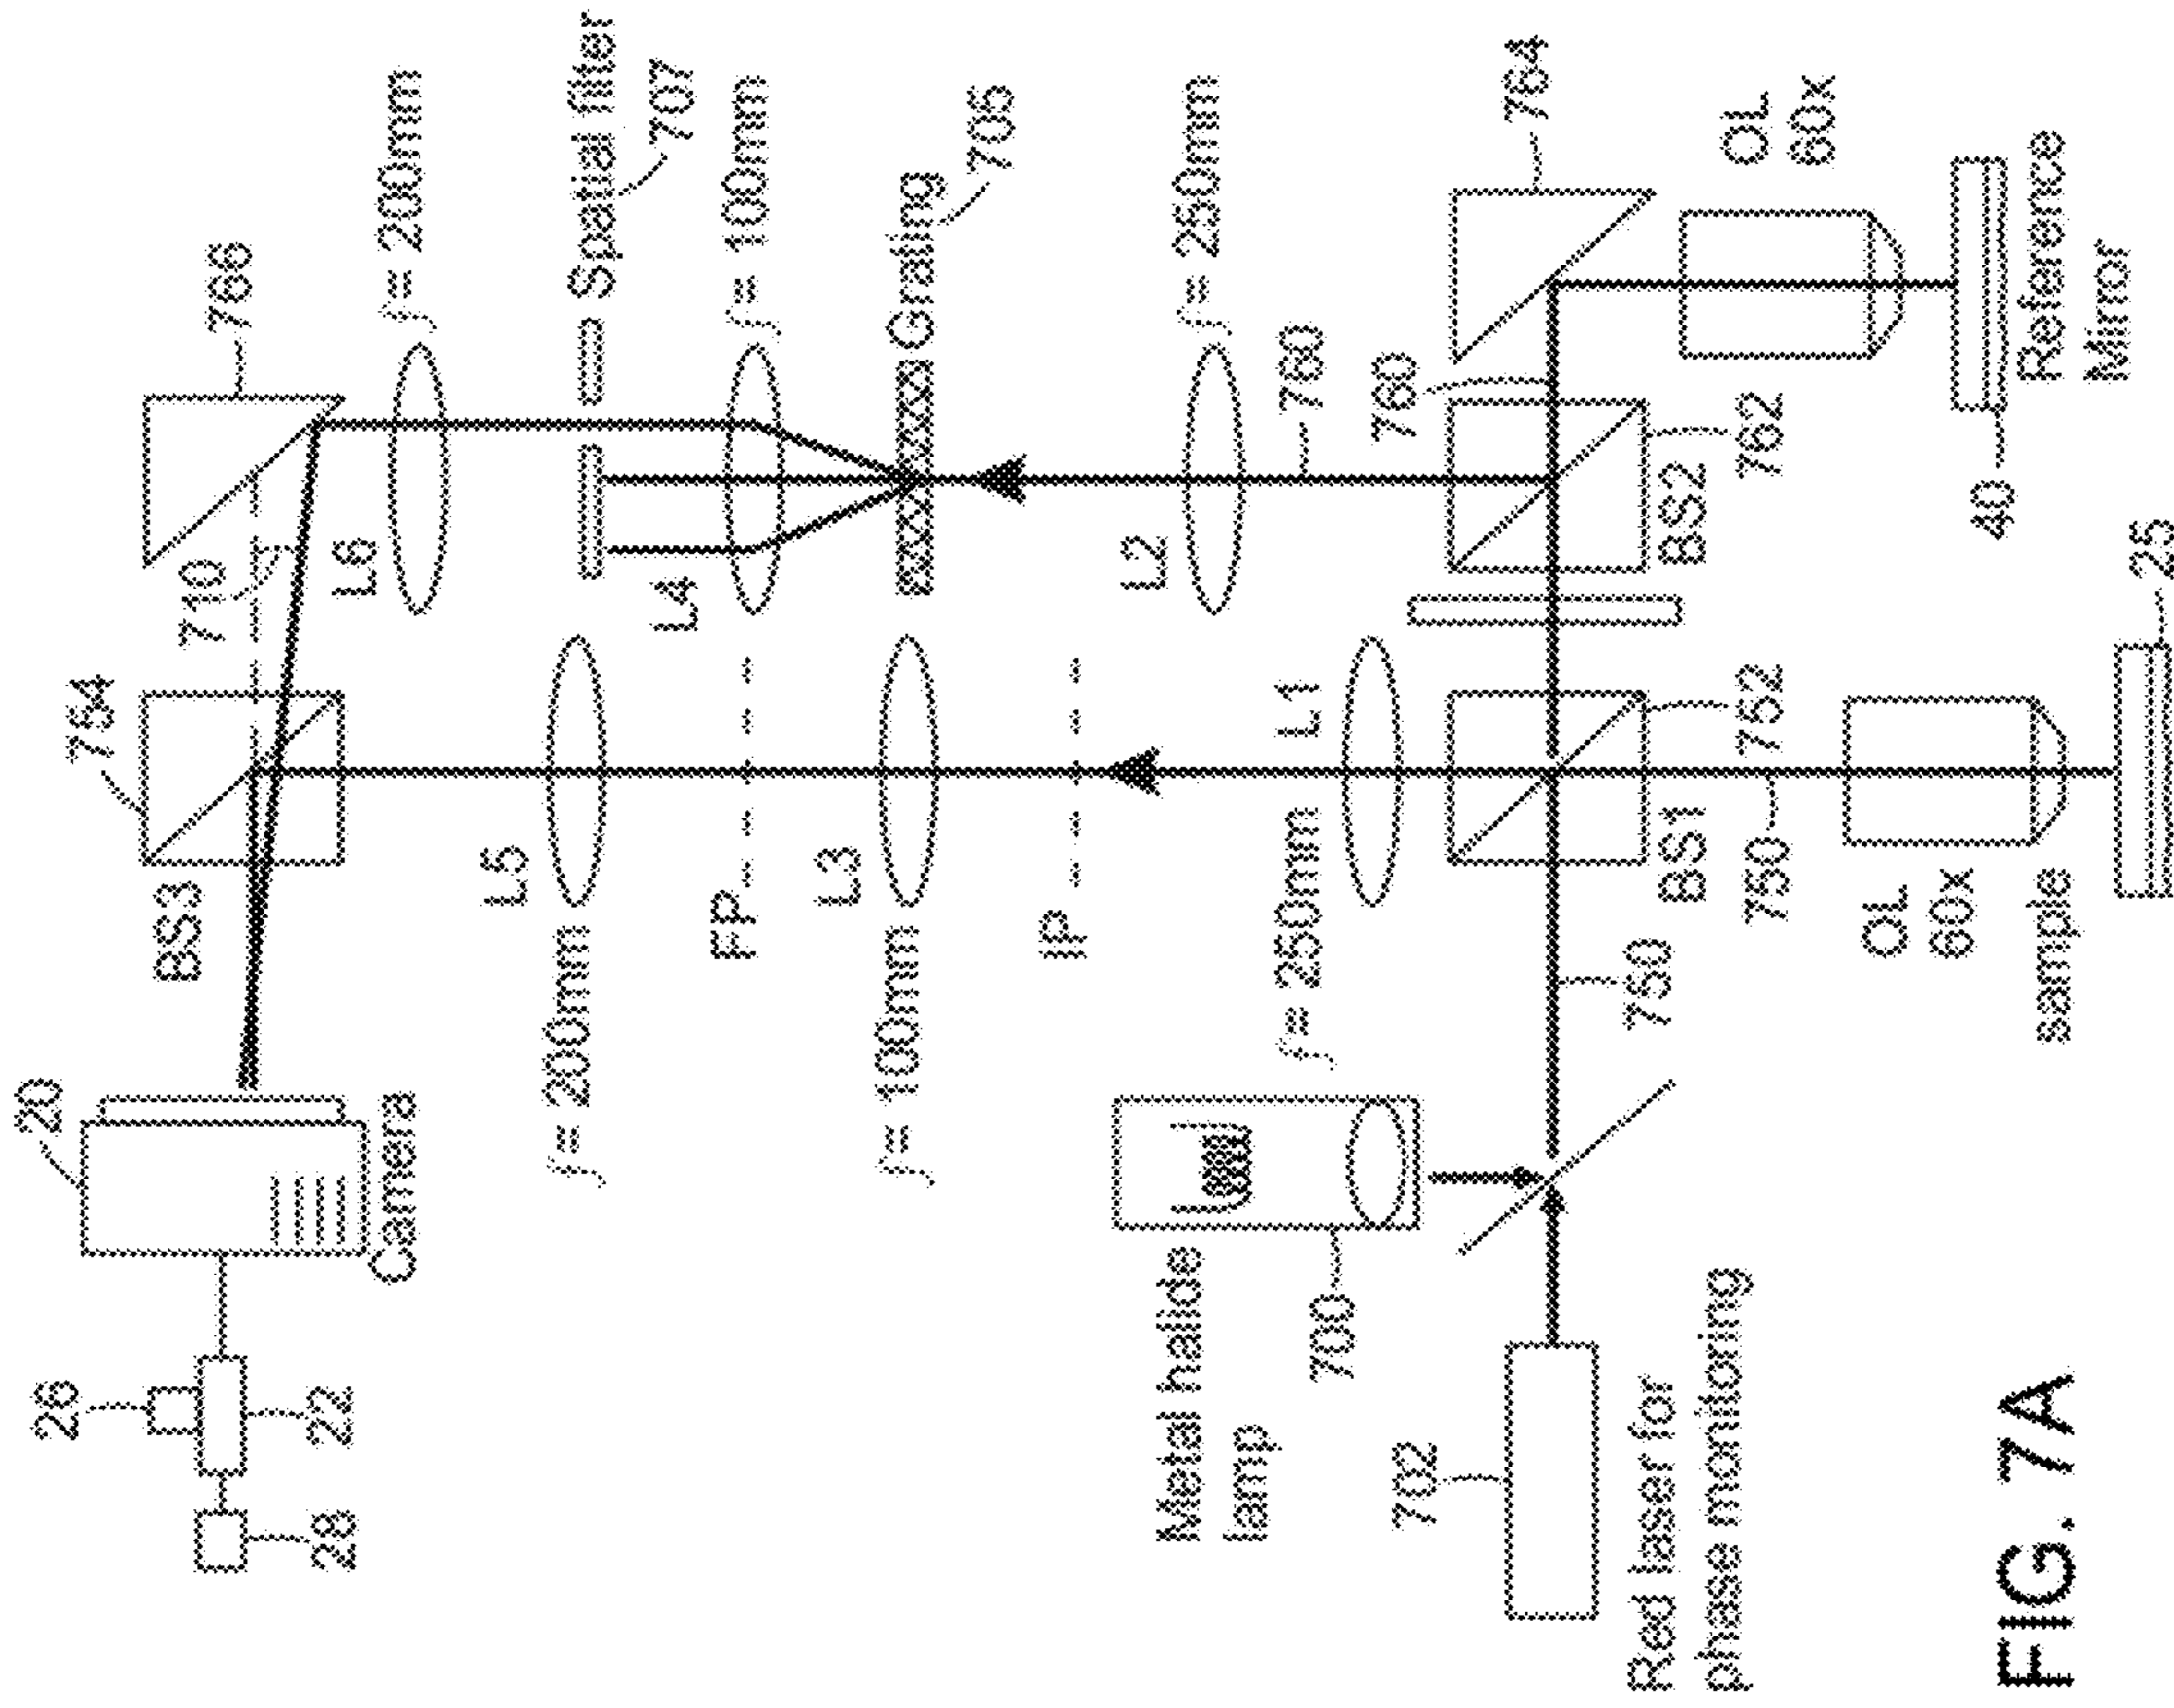 20
Camera
26
22
28
BS3
754
710
766
L6
f = 200mm
Spatial filter
707
L5
f = 200mm
FP
L4
f = 100mm
L3
f = 100mm
Grating
705
IP
L2
f = 250mm
L1
f = 250mm
780
760
764
Metal halide
lamp
700
702
Red laser for
phase monitoring
750
BS1
752
750
BS2
762
OL
60x
OL
60x
sample
25
40
Reference
Mirror
FIG. 7A